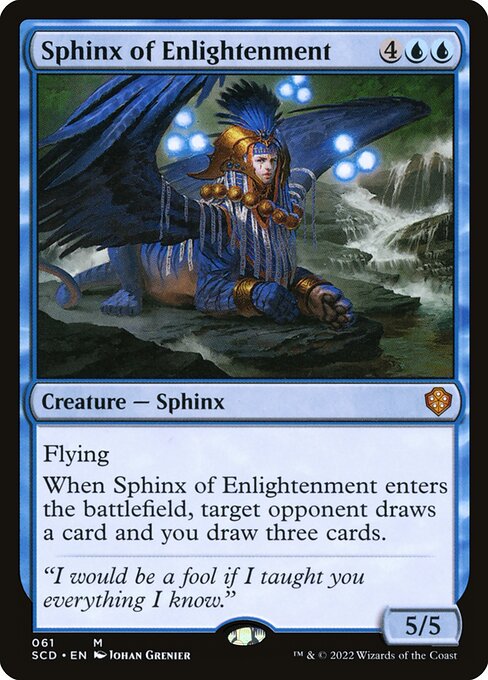 Sphinx of Enlightenment 4
Creature — Sphinx
Flying
When Sphinx of Enlightenment enters
the battlefield, target opponent draws
a card and you draw three cards.
“I would be a fool if I taught you
everything I know.”
5/5
061 M
SCD • EN Johan Grenier ™ & © 2022 Wizards of the Coast